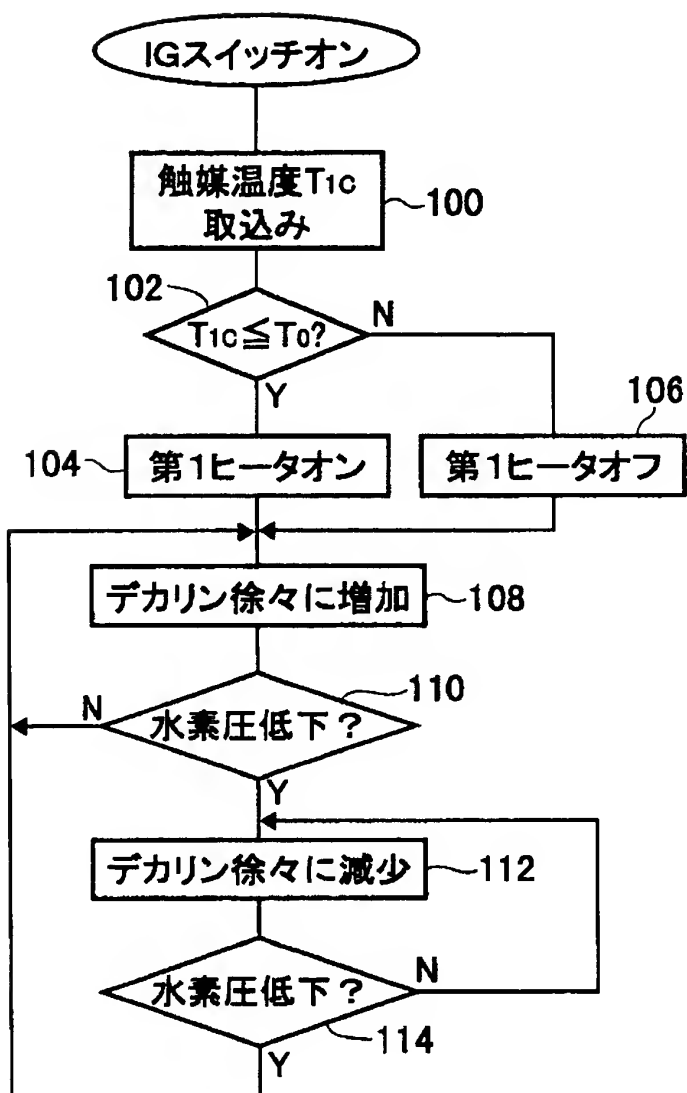 IGスイッチオン
触媒温度T1C
取込み
100
102
T1C≦T0?
N
Y
106
104
第1ヒータオン
第1ヒータオフ
デカリン徐々に増加
108
110
N
水素圧低下?
Y
デカリン徐々に減少
112
水素圧低下?
N
114
Y